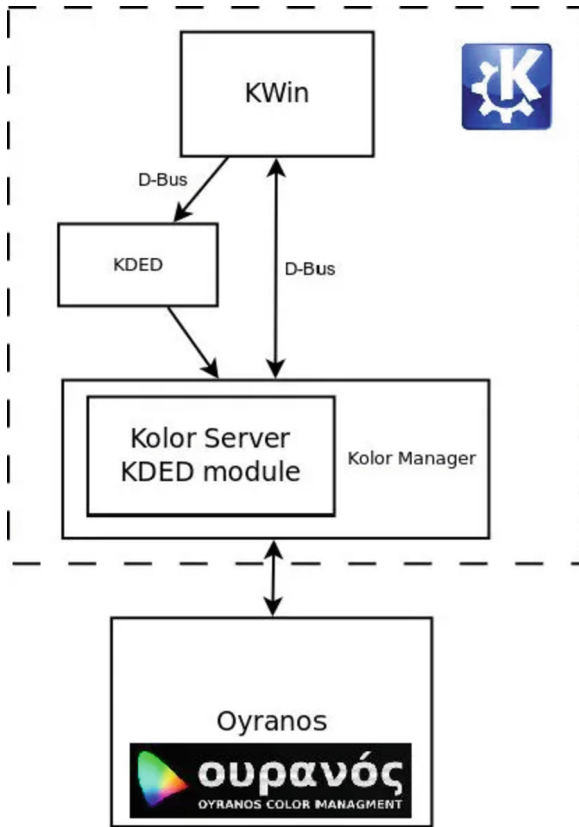 KWin
K
D-Bus
KDED
D-Bus
Kolor Server
KDED module
Kolor Manager
Oyranos
ουρανός
OYRANOS COLOR MANAGMENT